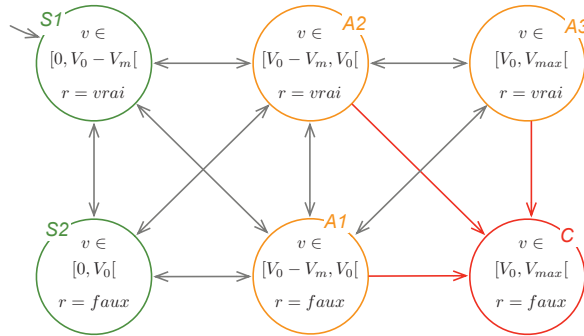 S1
v ∈
[0, V₀ − Vₘ[
r = vrai
A2
v ∈
[V₀ − Vₘ, V₀[
r = vrai
A3
v ∈
[V₀, Vₘₐₓ[
r = vrai
S2
v ∈
[0, V₀[
r = faux
A1
v ∈
[V₀ − Vₘ, V₀[
r = faux
C
v ∈
[V₀, Vₘₐₓ[
r = faux